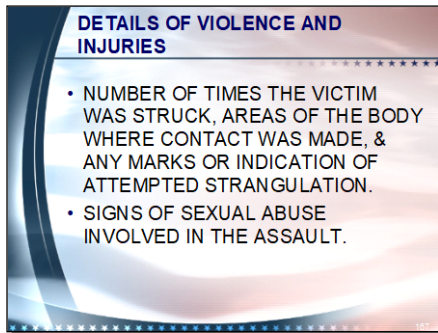 DETAILS OF VIOLENCE AND
INJURIES
• NUMBER OF TIMES THE VICTIM
WAS STRUCK, AREAS OF THE BODY
WHERE CONTACT WAS MADE, &
ANY MARKS OR INDICATION OF
ATTEMPTED STRANGULATION.
• SIGNS OF SEXUAL ABUSE
INVOLVED IN THE ASSAULT.